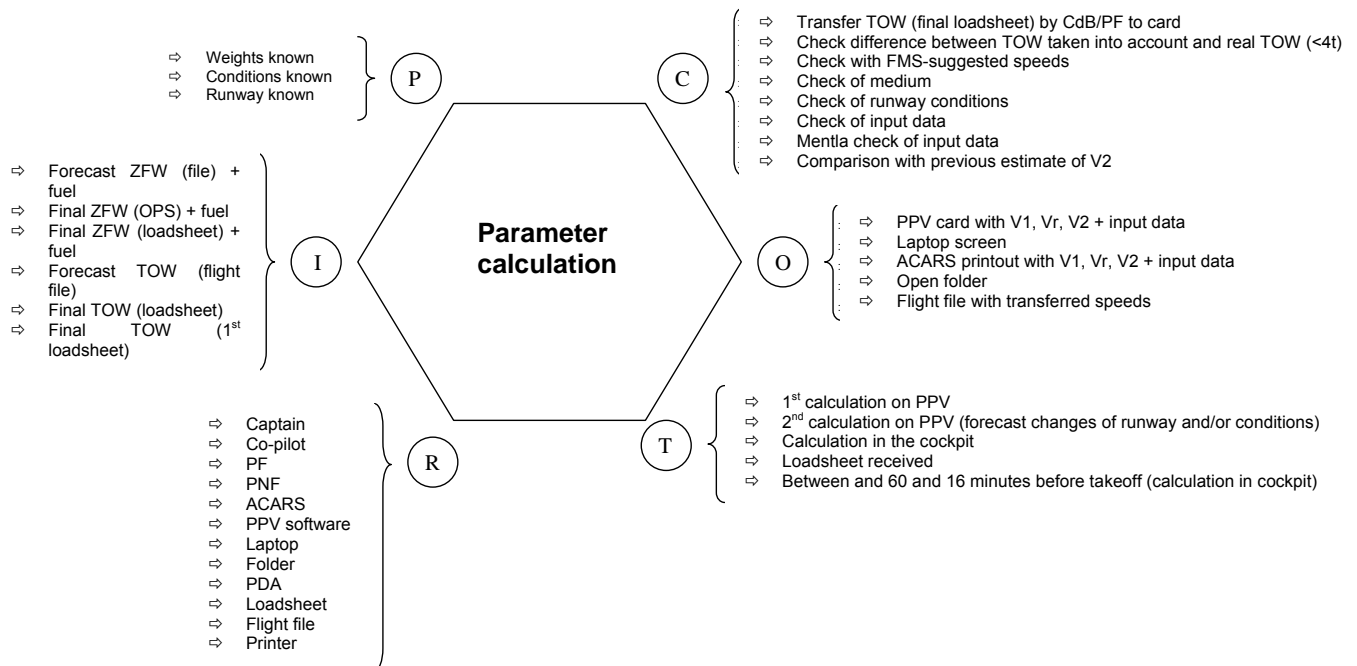 ⇨ Weights known
⇨ Conditions known
⇨ Runway known
P
C
⇨ Transfer TOW (final loadsheet) by CdB/PF to card
⇨ Check difference between TOW taken into account and real TOW (<4t)
⇨ Check with FMS-suggested speeds
⇨ Check of medium
⇨ Check of runway conditions
⇨ Check of input data
⇨ Mentla check of input data
⇨ Comparison with previous estimate of V2
⇨ Forecast ZFW (file) +
fuel
⇨ Final ZFW (OPS) + fuel
⇨ Final ZFW (loadsheet) +
fuel
⇨ Forecast TOW (flight
file)
⇨ Final TOW (loadsheet)
⇨ Final TOW (1st
loadsheet)
I
Parameter
calculation
O
⇨ PPV card with V1, Vr, V2 + input data
⇨ Laptop screen
⇨ ACARS printout with V1, Vr, V2 + input data
⇨ Open folder
⇨ Flight file with transferred speeds
⇨ Captain
⇨ Co-pilot
⇨ PF
⇨ PNF
⇨ ACARS
⇨ PPV software
⇨ Laptop
⇨ Folder
⇨ PDA
⇨ Loadsheet
⇨ Flight file
⇨ Printer
R
T
⇨ 1st calculation on PPV
⇨ 2nd calculation on PPV (forecast changes of runway and/or conditions)
⇨ Calculation in the cockpit
⇨ Loadsheet received
⇨ Between and 60 and 16 minutes before takeoff (calculation in cockpit)